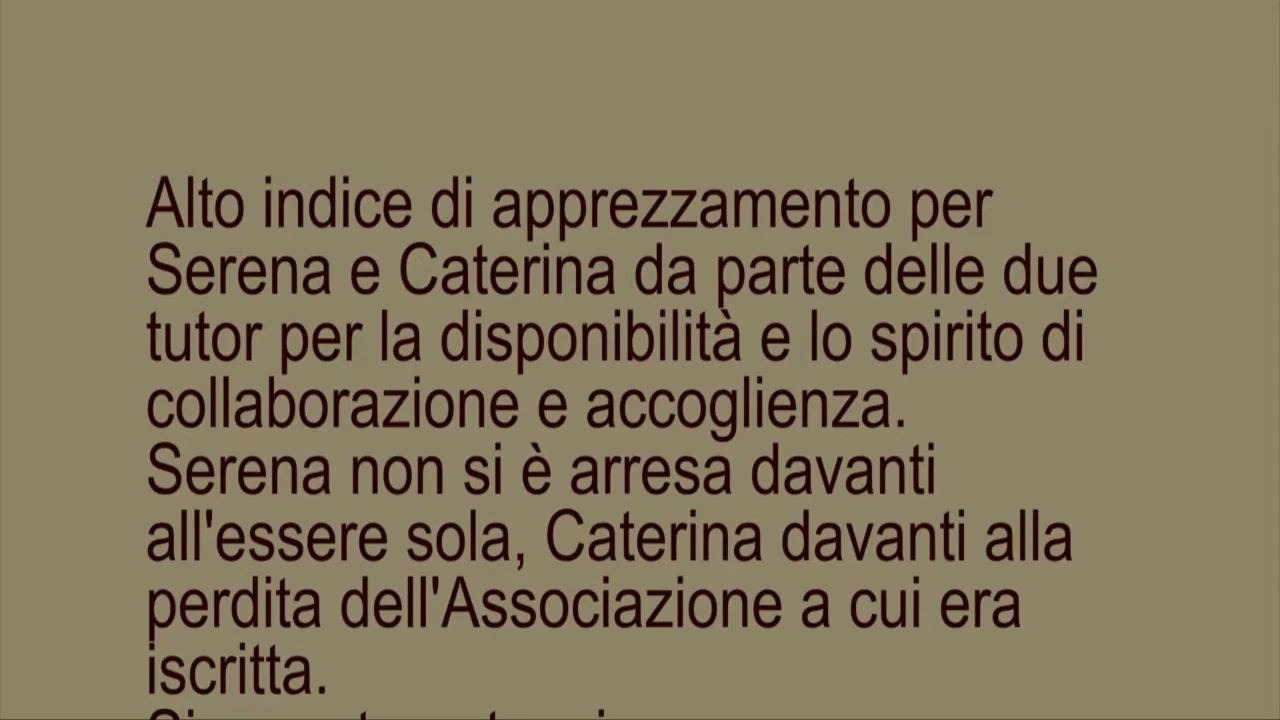 Alto indice di apprezzamento per
Serena e Caterina da parte delle due
tutor per la disponibilità e lo spirito di
collaborazione e accoglienza.
Serena non si è arresa davanti
all'essere sola, Caterina davanti alla
perdita dell'Associazione a cui era
iscritta.